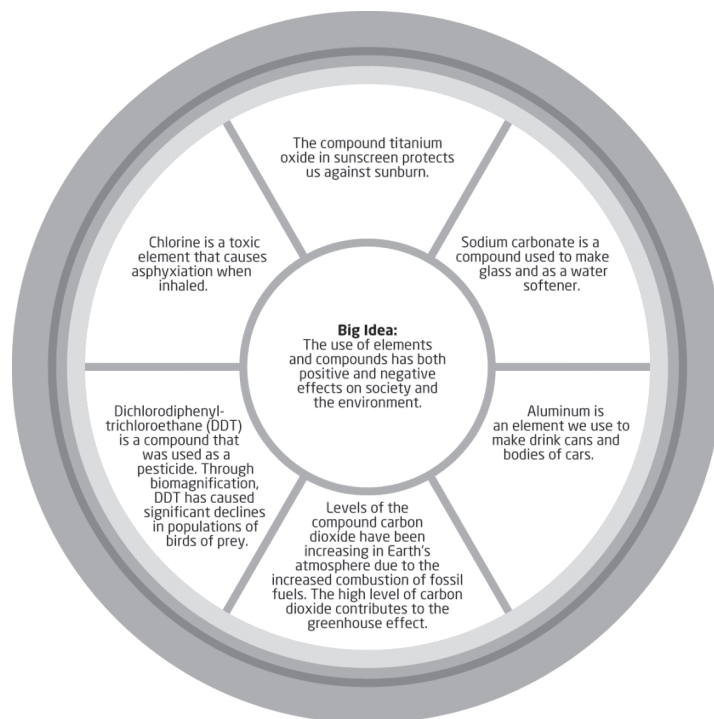 The compound titanium
oxide in sunscreen protects
us against sunburn.
Sodium carbonate is a
compound used to make
glass and as a water
softener.
Aluminum is
an element we use to
make drink cans and
bodies of cars.
Levels of the
compound carbon
dioxide have been
increasing in Earth's
atmosphere due to the
increased combustion of fossil
fuels. The high level of carbon
dioxide contributes to the
greenhouse effect.
Dichlorodiphenyl-
trichloroethane (DDT)
is a compound that
was used as a
pesticide. Through
biomagnification,
DDT has caused
significant declines
in populations of
birds of prey.
Chlorine is a toxic
element that causes
asphyxiation when
inhaled.
Big Idea:
The use of elements
and compounds has both
positive and negative
effects on society and
the environment.